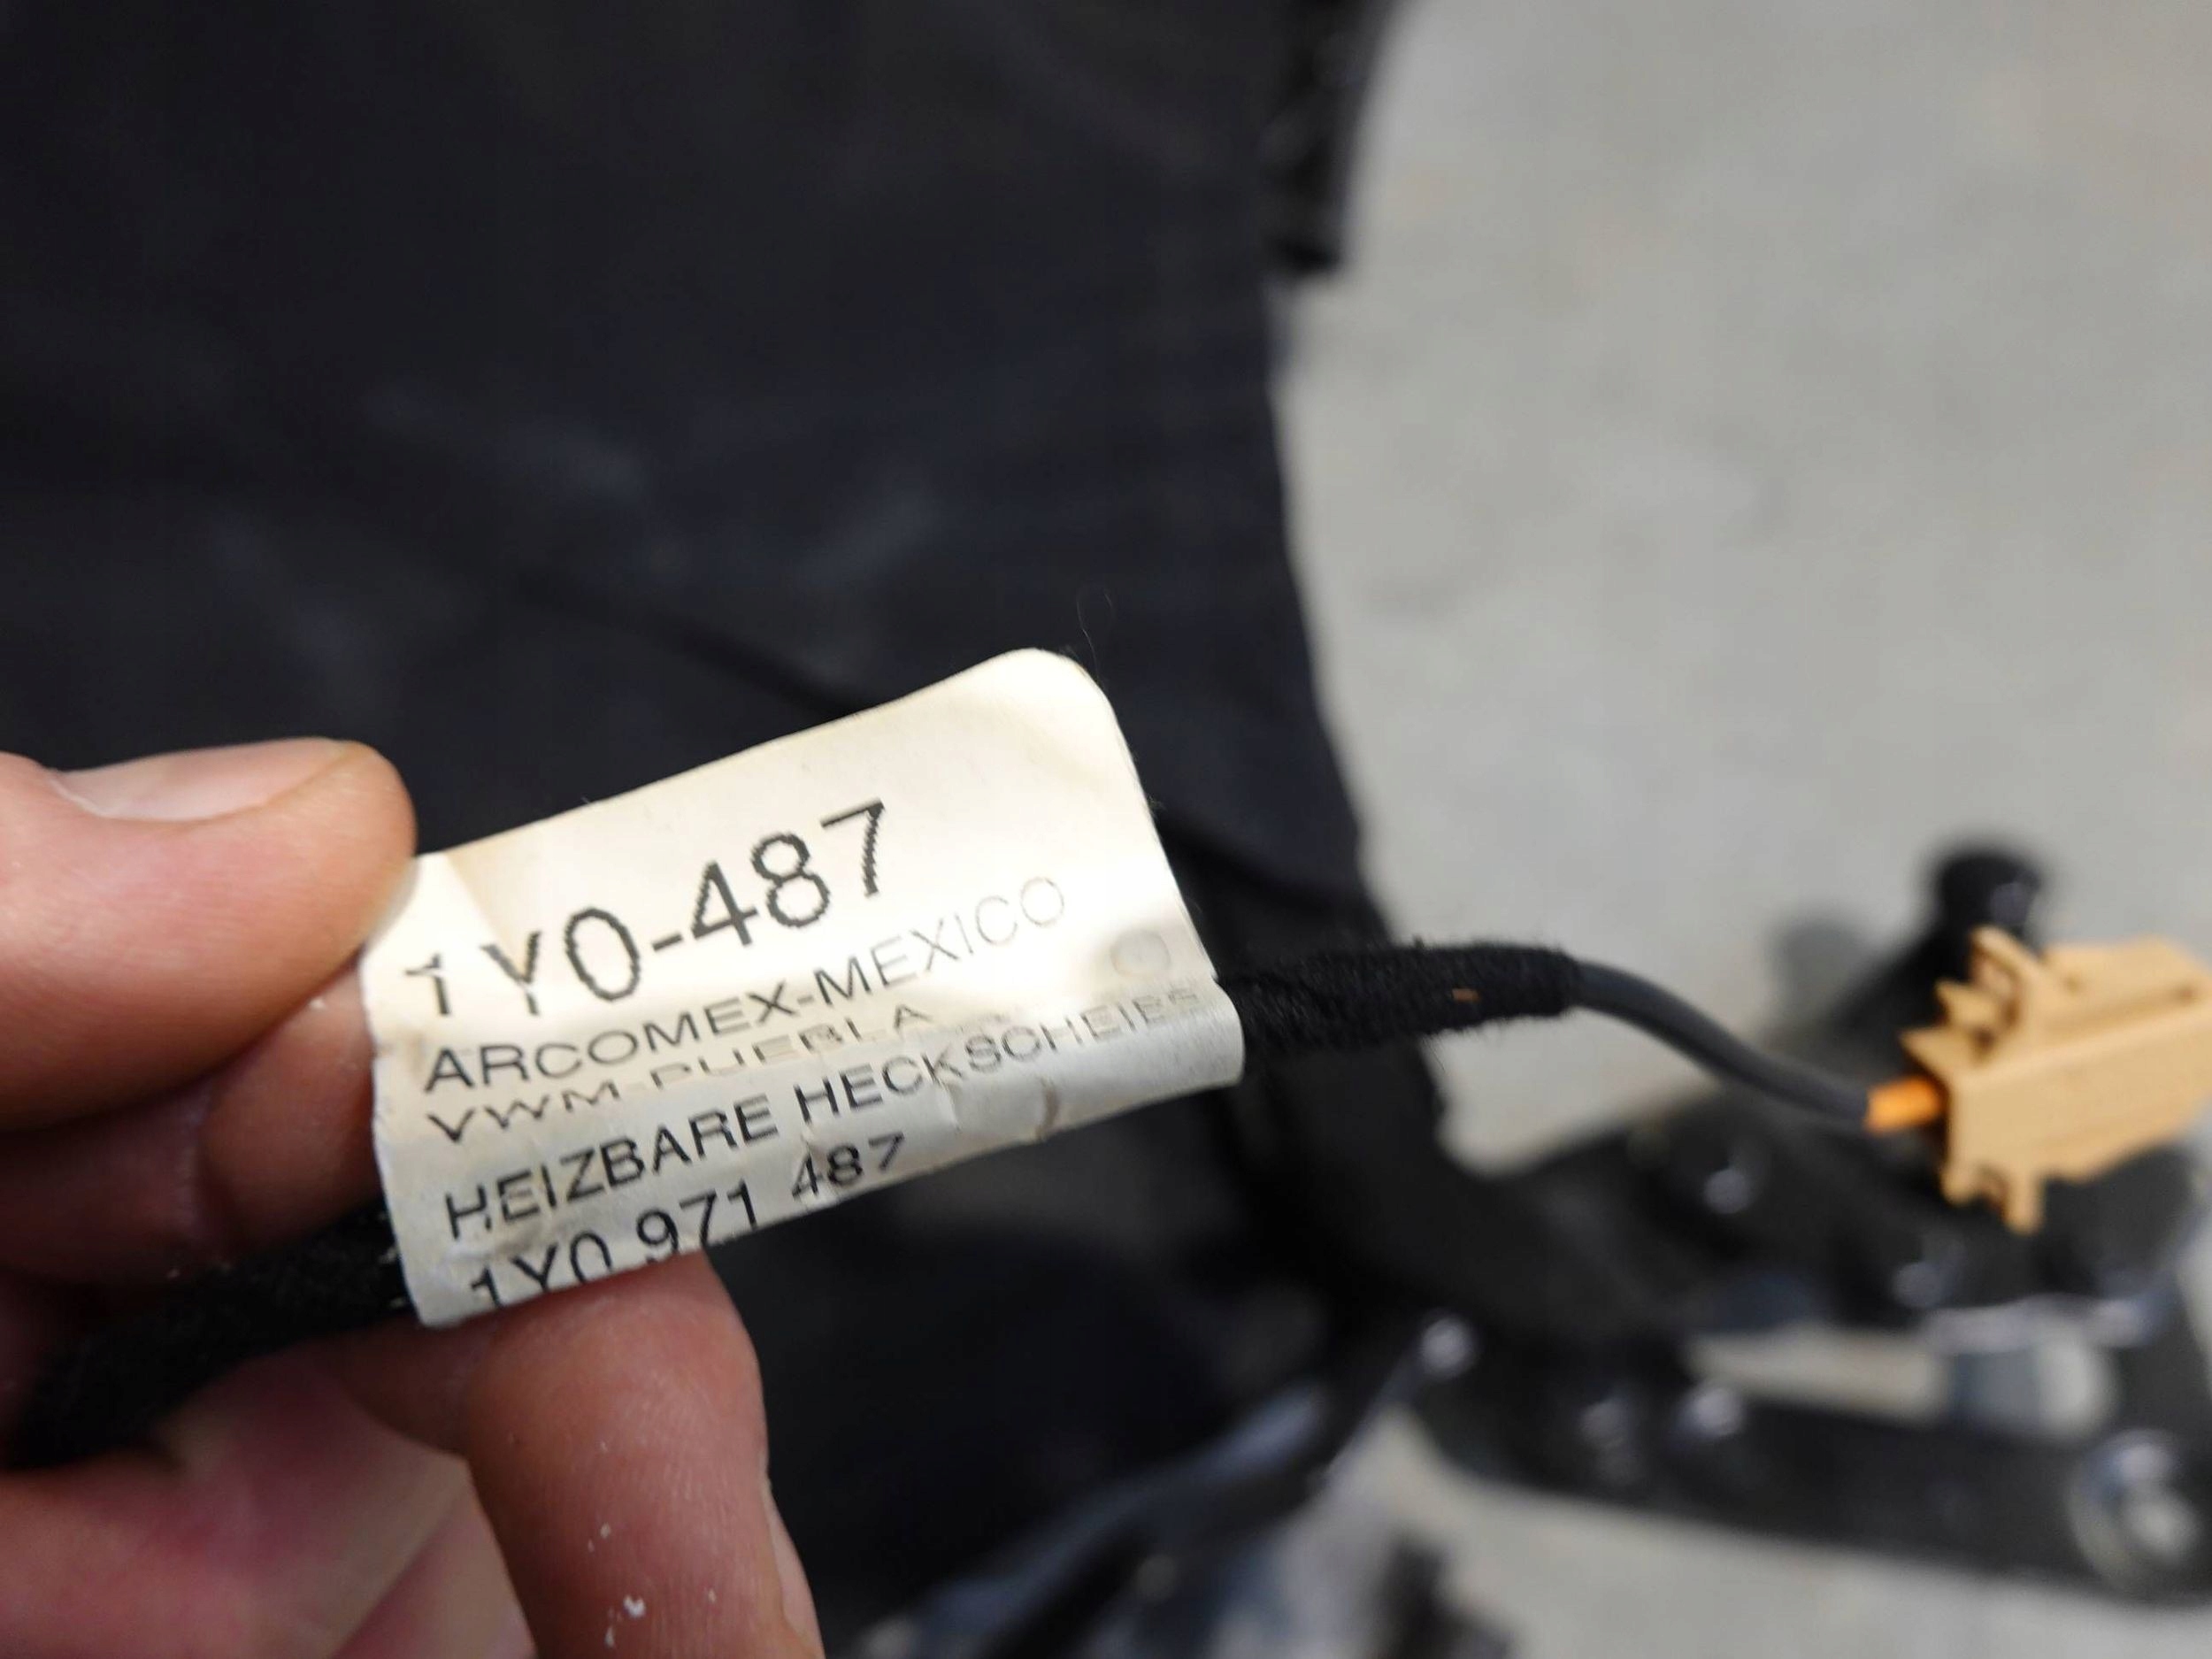 1Y0-487
ARCOMEX-MEXICO
VWM-PUEBLA
HEIZBARE HECKSCHEIBE
1Y0 971 487